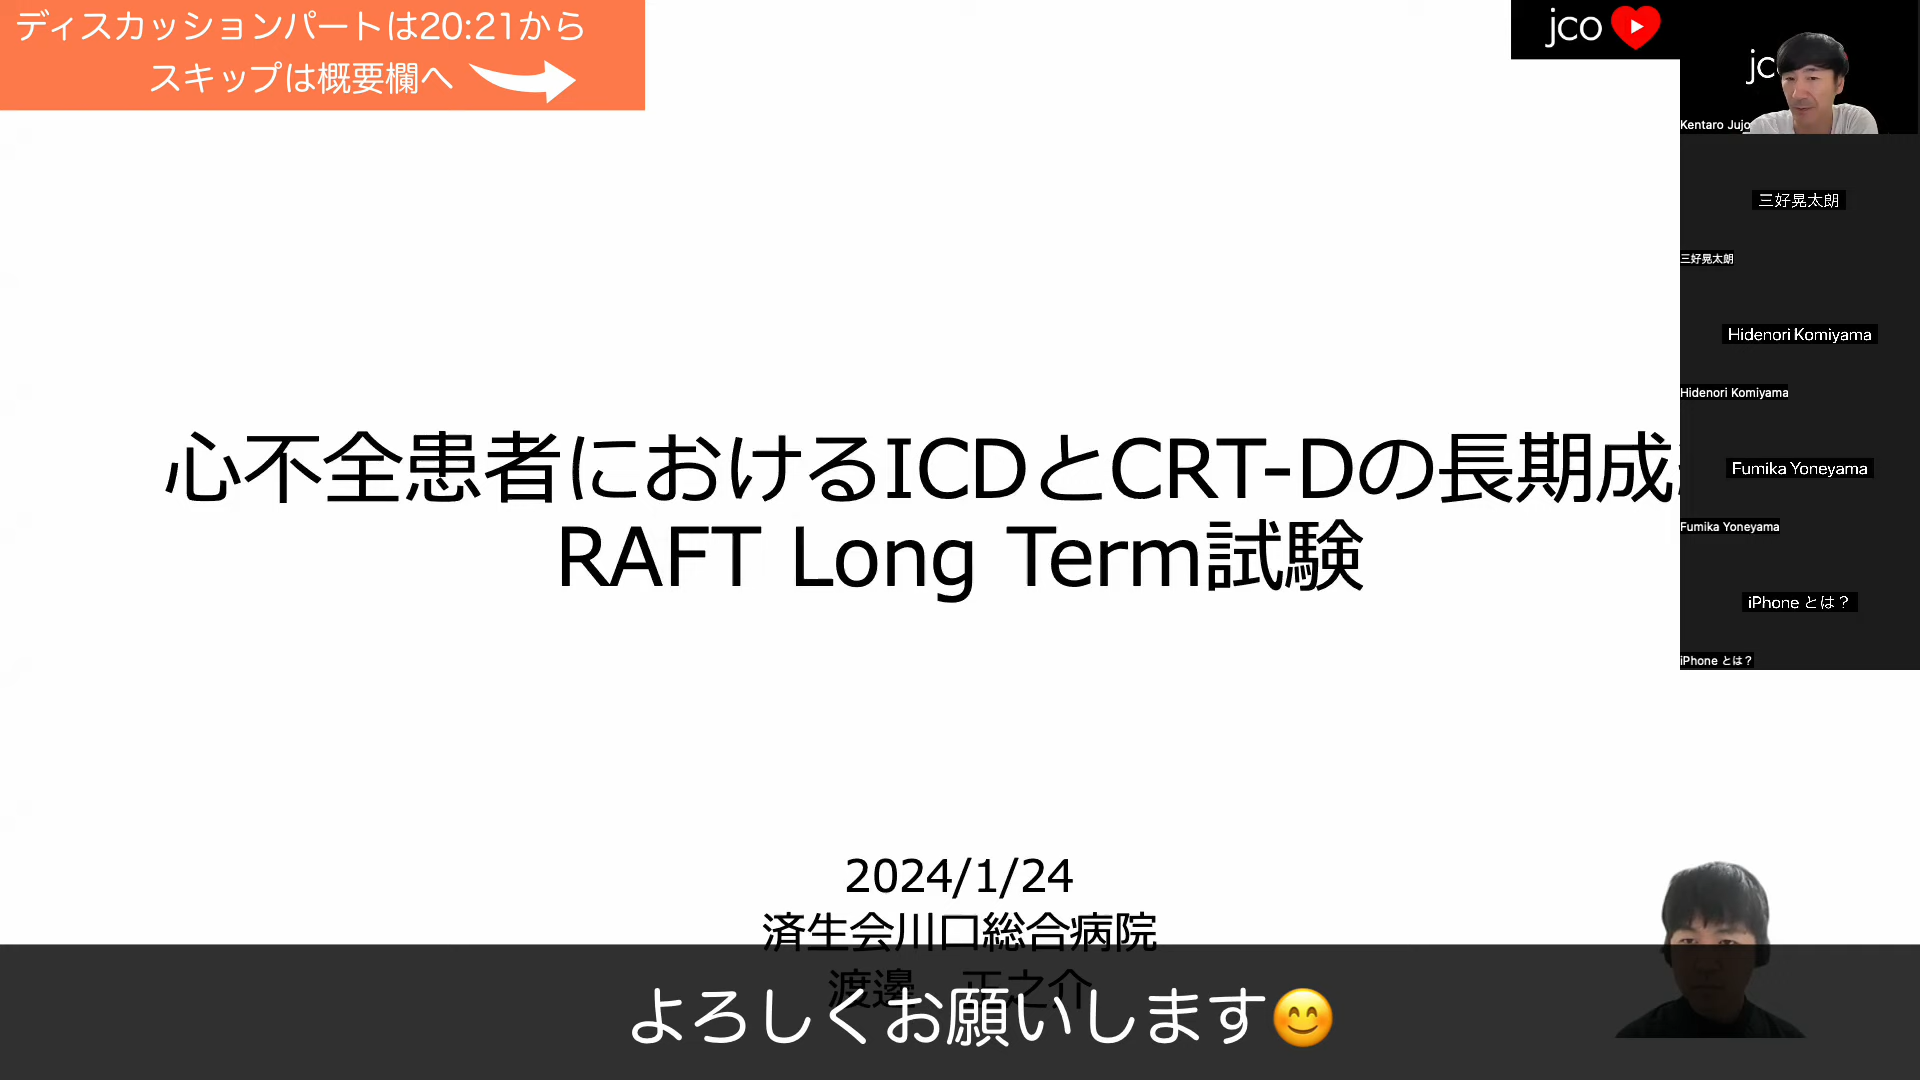 ディスカッションパートは20:21から
スキップは概要欄へ
jco
jc
Kentaro Jujo
三好晃太朗
三好晃太朗
Hidenori Komiyama
Hidenori Komiyama
Fumika Yoneyama
Fumika Yoneyama
iPhone とは？
iPhone とは？
心不全患者におけるICDとCRT-Dの長期成
RAFT Long Term試験
2024/1/24
済生会川口総合病院
渡邊 正之介
よろしくお願いします😊